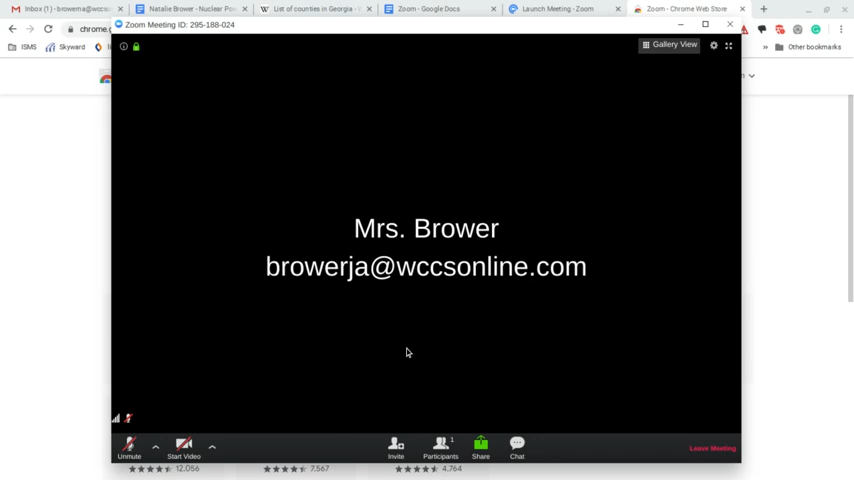 Inbox (1) - browerna@wccs
Natalie Brower - Nuclear Po
List of counties in Georgia - W
Zoom - Google Docs
Launch Meeting - Zoom
Zoom - Chrome Web Store
chrome.g
Zoom Meeting ID: 295-188-024
ISMS
Skyward
Other bookmarks
Gallery View
Mrs. Brower
browerja@wccsonline.com
Unmute
Start Video
Invite
1
Participants
Share
Chat
Leave Meeting
12,056
7,567
4,764